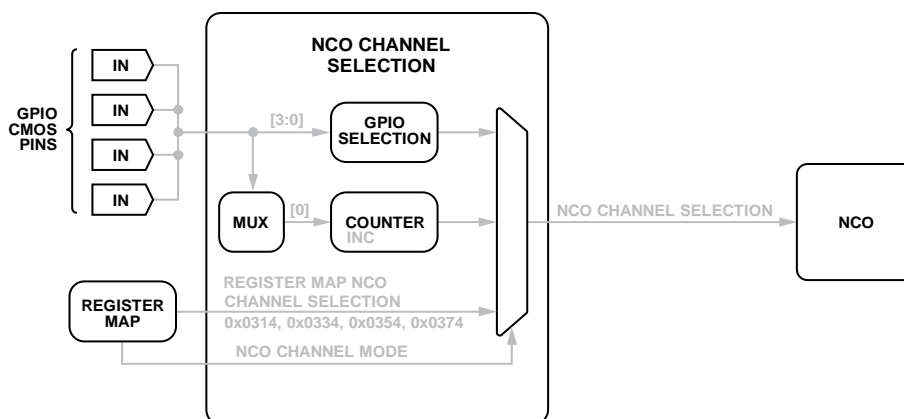 NCO CHANNEL
SELECTION
GPIO
CMOS
PINS
IN
IN
IN
IN
[3:0]
GPIO
SELECTION
MUX
[0]
COUNTER
INC
NCO CHANNEL SELECTION
NCO
REGISTER
MAP
REGISTER MAP NCO
CHANNEL SELECTION
0x0314, 0x0334, 0x0354, 0x0374
NCO CHANNEL MODE